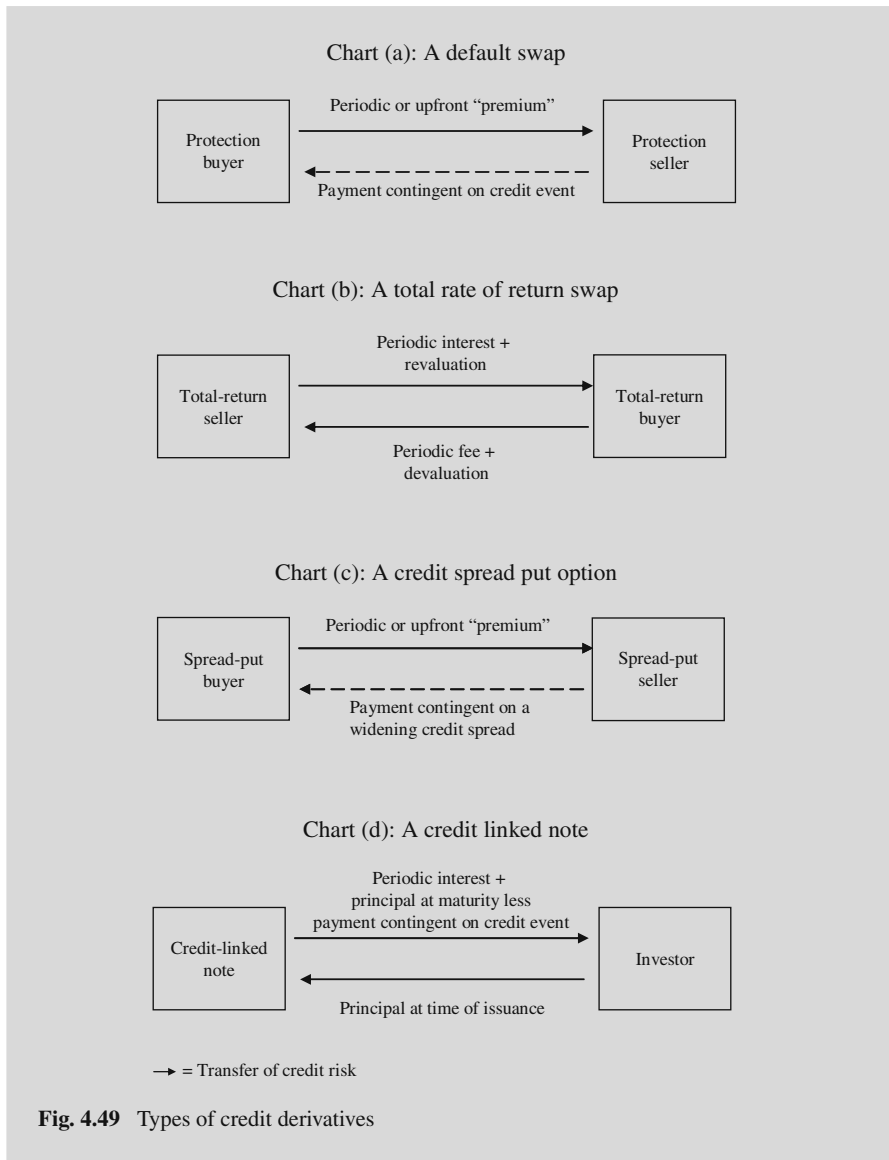 Chart (a): A default swap
Periodic or upfront “premium”
Protection
buyer
Protection
seller
Payment contingent on credit event
Chart (b): A total rate of return swap
Periodic interest +
revaluation
Total-return
seller
Total-return
buyer
Periodic fee +
devaluation
Chart (c): A credit spread put option
Periodic or upfront “premium”
Spread-put
buyer
Spread-put
seller
Payment contingent on a
widening credit spread
Chart (d): A credit linked note
Periodic interest +
principal at maturity less
payment contingent on credit event
Credit-linked
note
Investor
Principal at time of issuance
= Transfer of credit risk
Fig. 4.49 Types of credit derivatives